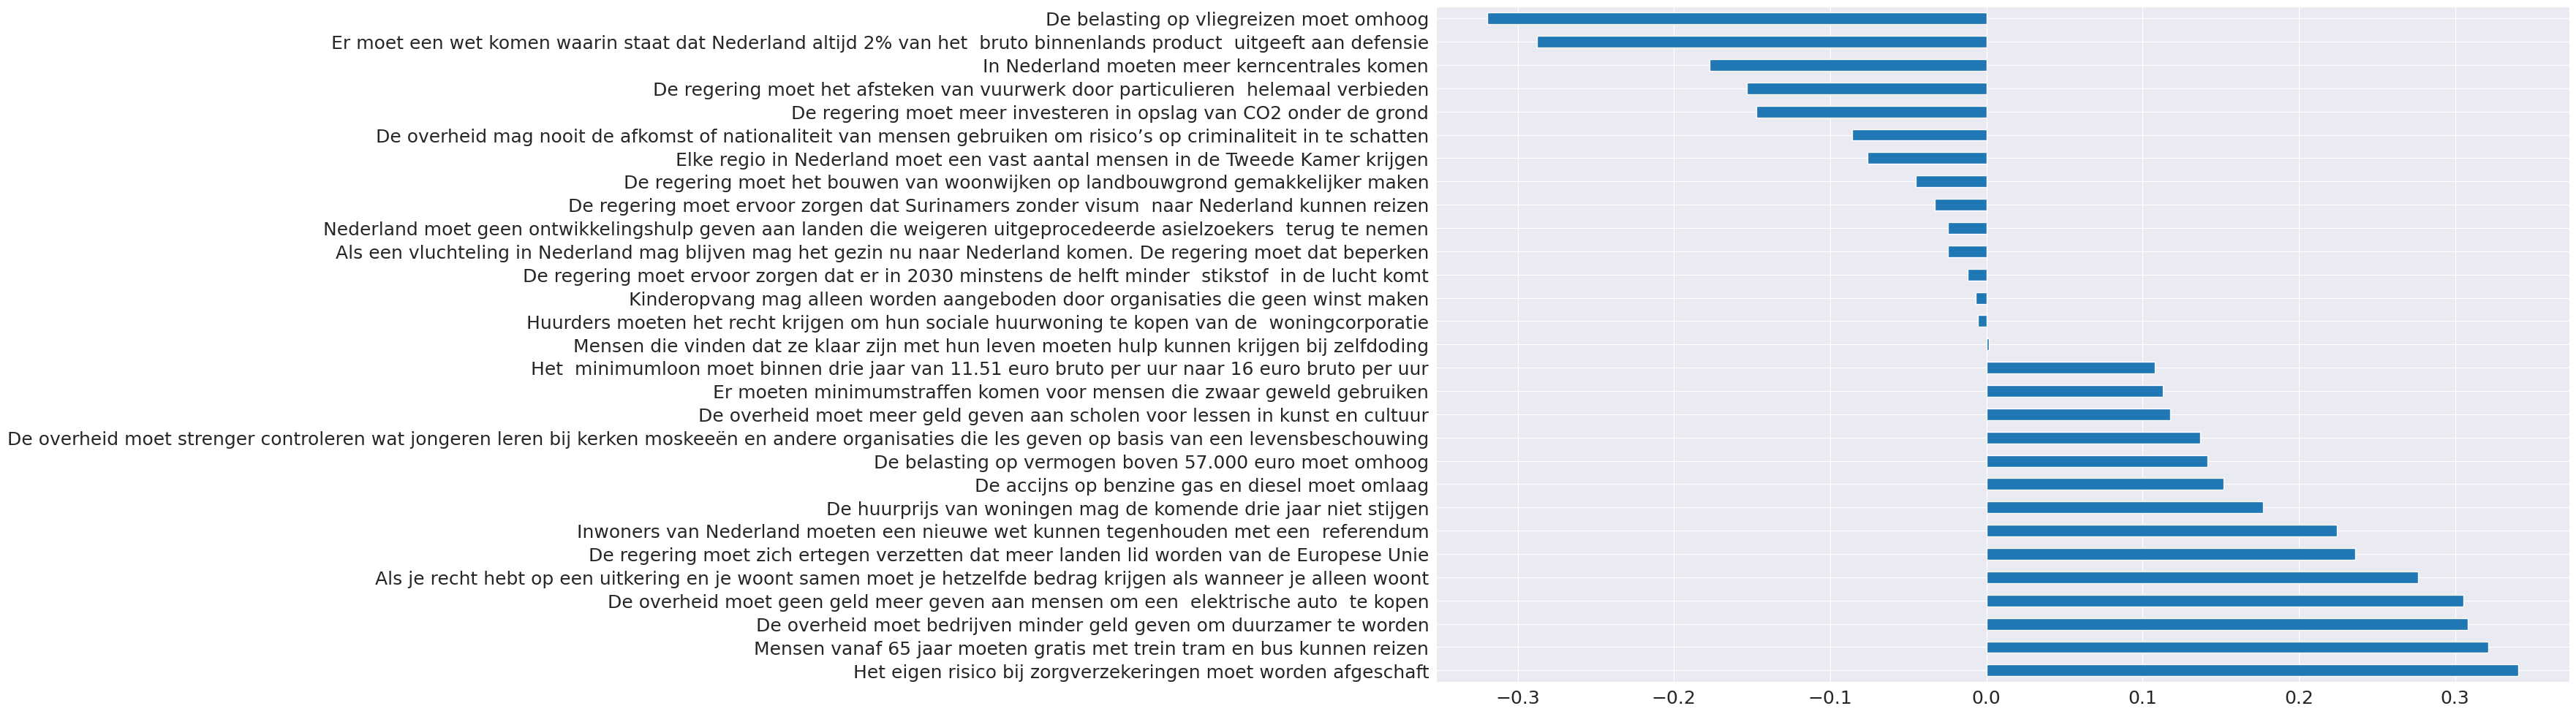 De belasting op vliegreizen moet omhoog
Er moet een wet komen waarin staat dat Nederland altijd 2% van het  bruto binnenlands product  uitgeeft aan defensie
In Nederland moeten meer kerncentrales komen
De regering moet het afsteken van vuurwerk door particulieren  helemaal verbieden
De regering moet meer investeren in opslag van CO2 onder de grond
De overheid mag nooit de afkomst of nationaliteit van mensen gebruiken om risico’s op criminaliteit in te schatten
Elke regio in Nederland moet een vast aantal mensen in de Tweede Kamer krijgen
De regering moet het bouwen van woonwijken op landbouwgrond gemakkelijker maken
De regering moet ervoor zorgen dat Surinamers zonder visum  naar Nederland kunnen reizen
Nederland moet geen ontwikkelingshulp geven aan landen die weigeren uitgeprocedeerde asielzoekers  terug te nemen
Als een vluchteling in Nederland mag blijven mag het gezin nu naar Nederland komen. De regering moet dat beperken
De regering moet ervoor zorgen dat er in 2030 minstens de helft minder  stikstof  in de lucht komt
Kinderopvang mag alleen worden aangeboden door organisaties die geen winst maken
Huurders moeten het recht krijgen om hun sociale huurwoning te kopen van de  woningcorporatie
Mensen die vinden dat ze klaar zijn met hun leven moeten hulp kunnen krijgen bij zelfdoding
Het  minimumloon moet binnen drie jaar van 11.51 euro bruto per uur naar 16 euro bruto per uur
Er moeten minimumstraffen komen voor mensen die zwaar geweld gebruiken
De overheid moet meer geld geven aan scholen voor lessen in kunst en cultuur
De overheid moet strenger controleren wat jongeren leren bij kerken moskeeën en andere organisaties die les geven op basis van een levensbeschouwing
De belasting op vermogen boven 57.000 euro moet omhoog
De accijns op benzine gas en diesel moet omlaag
De huurprijs van woningen mag de komende drie jaar niet stijgen
Inwoners van Nederland moeten een nieuwe wet kunnen tegenhouden met een  referendum
De regering moet zich ertegen verzetten dat meer landen lid worden van de Europese Unie
Als je recht hebt op een uitkering en je woont samen moet je hetzelfde bedrag krijgen als wanneer je alleen woont
De overheid moet geen geld meer geven aan mensen om een  elektrische auto  te kopen
De overheid moet bedrijven minder geld geven om duurzamer te worden
Mensen vanaf 65 jaar moeten gratis met trein tram en bus kunnen reizen
Het eigen risico bij zorgverzekeringen moet worden afgeschaft
−0.3 −0.2 −0.1 0.0 0.1 0.2 0.3